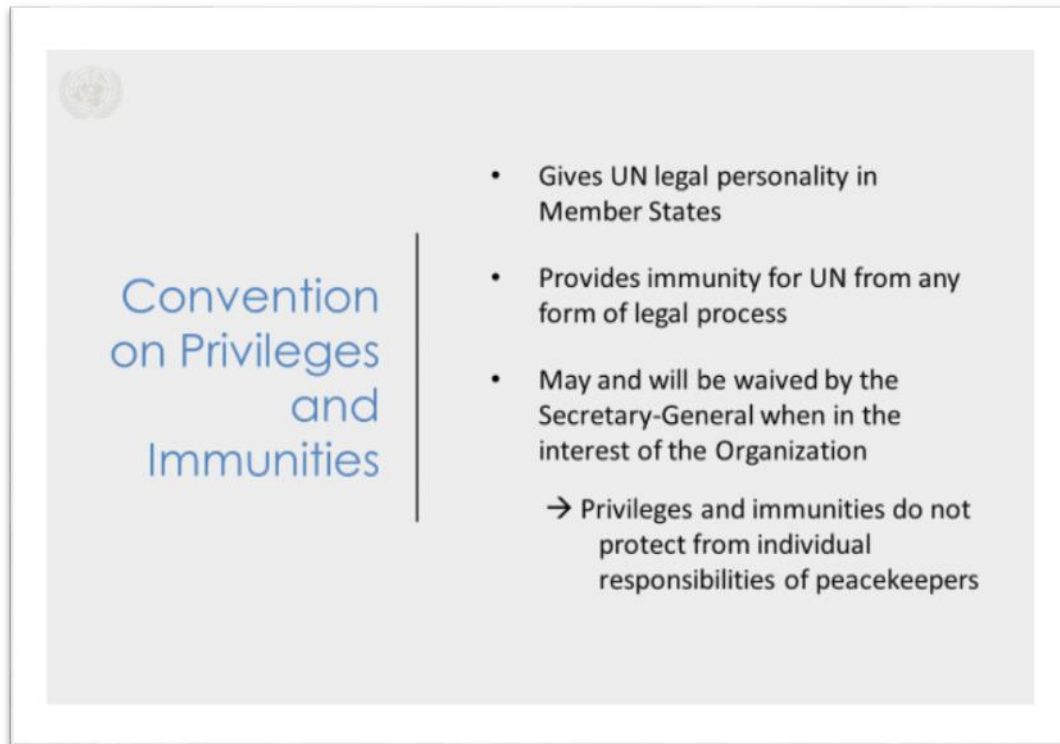 Convention
on Privileges
and
Immunities
• Gives UN legal personality in
Member States
• Provides immunity for UN from any
form of legal process
• May and will be waived by the
Secretary-General when in the
interest of the Organization
→ Privileges and immunities do not
protect from individual
responsibilities of peacekeepers